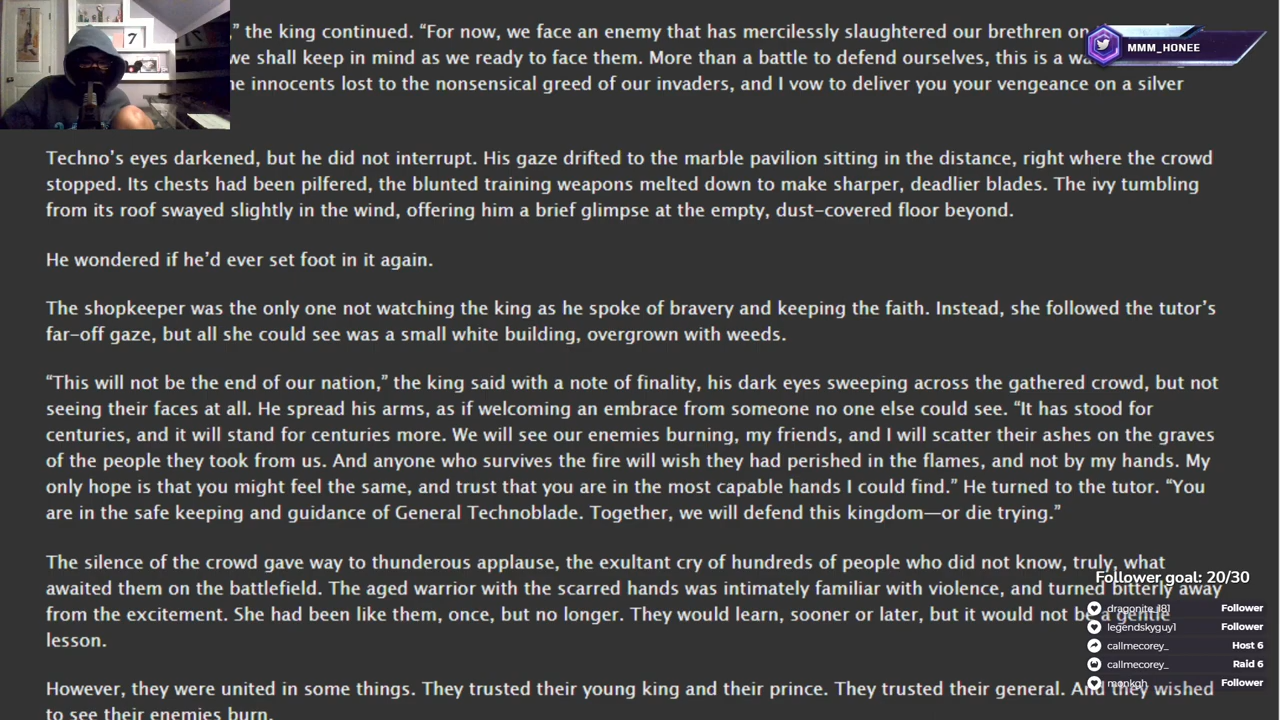 7
,” the king continued. “For now, we face an enemy that has mercilessly slaughtered our brethren on
MMM_HONEE
we shall keep in mind as we ready to face them. More than a battle to defend ourselves, this is a
innocents lost to the nonsensical greed of our invaders, and I vow to deliver you your vengeance on a silver
Techno’s eyes darkened, but he did not interrupt. His gaze drifted to the marble pavilion sitting in the distance, right where the crowd
stopped. Its chests had been pilfered, the blunted training weapons melted down to make sharper, deadlier blades. The ivy tumbling
from its roof swayed slightly in the wind, offering him a brief glimpse at the empty, dust-covered floor beyond.
He wondered if he’d ever set foot in it again.
The shopkeeper was the only one not watching the king as he spoke of bravery and keeping the faith. Instead, she followed the tutor’s
far-off gaze, but all she could see was a small white building, overgrown with weeds.
“This will not be the end of our nation,” the king said with a note of finality, his dark eyes sweeping across the gathered crowd, but not
seeing their faces at all. He spread his arms, as if welcoming an embrace from someone no one else could see. “It has stood for
centuries, and it will stand for centuries more. We will see our enemies burning, my friends, and I will scatter their ashes on the graves
of the people they took from us. And anyone who survives the fire will wish they had perished in the flames, and not by my hands. My
only hope is that you might feel the same, and trust that you are in the most capable hands I could find.” He turned to the tutor. “You
are in the safe keeping and guidance of General Technoblade. Together, we will defend this kingdom—or die trying.”
The silence of the crowd gave way to thunderous applause, the exultant cry of hundreds of people who did not know, truly, what
Follower goal: 20/30
awaited them on the battlefield. The aged warrior with the scarred hands was intimately familiar with violence, and turned bitterly away
dragonite_j181 Follower
from the excitement. She had been like them, once, but no longer. They would learn, sooner or later, but it would not be a gentle
legendskyguy1 Follower
lesson.
callmecorey_ Host 6
callmecorey_ Raid 6
However, they were united in some things. They trusted their young king and their prince. They trusted their general. And they wished
monkgh Follower
to see their enemies burn.